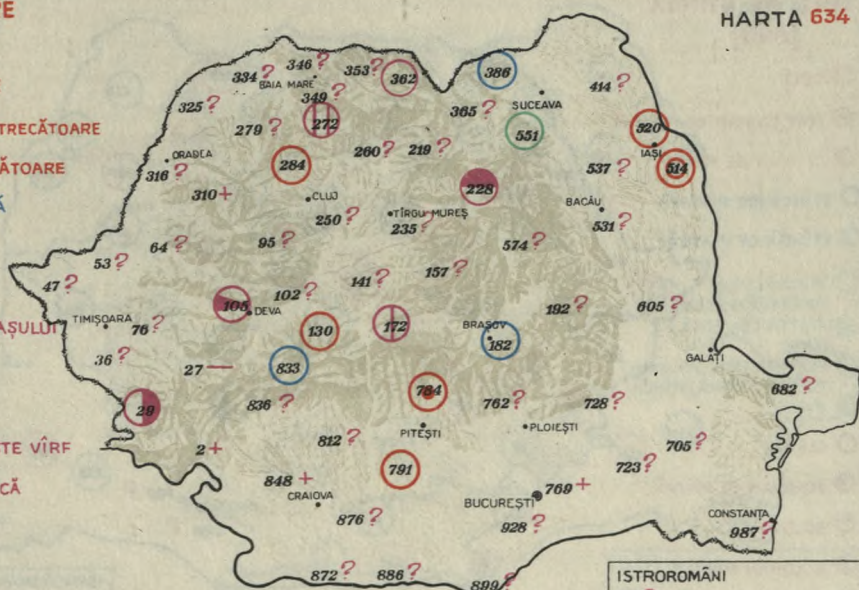 PE
HARTA 634
TRECĂTOARE
ĂTOARE
Ă
AȘULUI
TE VÎRF
CĂ
346 ?
353 ?
362
386
334 ?
BAIA MARE
349 ?
414 ?
325 ?
365 ?
SUCEAVA
272
279 ?
551
520
260 ?
219 ?
IAȘI
ORADEA
284
537 ?
514
316 ?
310 +
228
CLUJ
BACĂU
250 ?
TÎRGU MUREȘ
235 ?
531 ?
64 ?
95 ?
574 ?
53 ?
47 ?
141 ?
157 ?
102 ?
105
DEVA
192 ?
605 ?
TIMIȘOARA
76 ?
130
172
BRAȘOV
182
36 ?
27 —
833
GALAȚI
784
682 ?
29
836 ?
762 ?
728 ?
PITEȘTI
PLOIEȘTI
812 ?
2 +
705 ?
791
723 ?
848 +
769 +
CRAIOVA
BUCUREȘTI
876 ?
928 ?
CONSTANȚA
987 ?
872 ?
886 ?
899 ?
ISTROROMÂNI